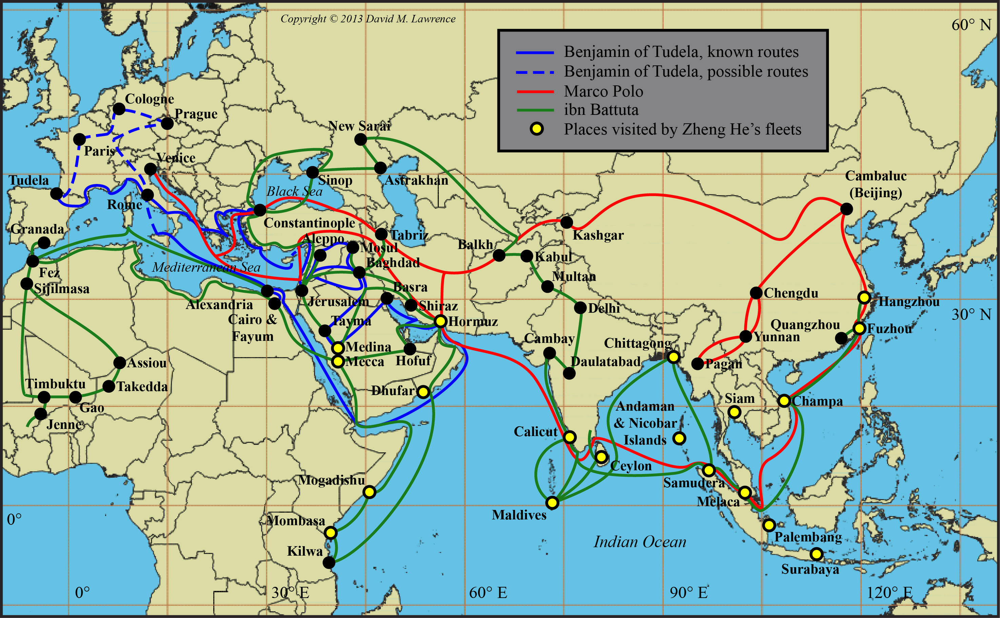 Copyright © 2013 David M. Lawrence
60° N
Benjamin of Tudela, known routes
Benjamin of Tudela, possible routes
Marco Polo
ibn Battuta
Places visited by Zheng He's fleets
Cologne
Prague
New Sarai
Paris
Venice
Tudela
Sinop
Astrakhan
Cambaluc
(Beijing)
Black Sea
Rome
Granada
Constantinople
Aleppo
Tabriz
Kashgar
Mosul
Balkh
Kabul
Baghdad
Mediterranean Sea
Fez
Multan
Sijilmasa
Basra
Chengdu
Alexandria
Jerusalem
Shiraz
Delhi
Hangzhou
30° N
Cairo &
Fayum
Tayma
Hormuz
Quangzhou
Fuzhou
Cambay
Chittagong
Yunnan
Medina
Mecca
Hofuf
Daulatabad
Pagan
Assiou
Timbuktu
Takedda
Dhufar
Siam
Champa
Gao
Andaman
& Nicobar
Islands
Jenne
Calicut
Ceylon
Mogadishu
Samudera
Melaca
Maldives
0°
Mombasa
Palembang
Indian Ocean
Kilwa
Surabaya
0°
30° E
60° E
90° E
120° E